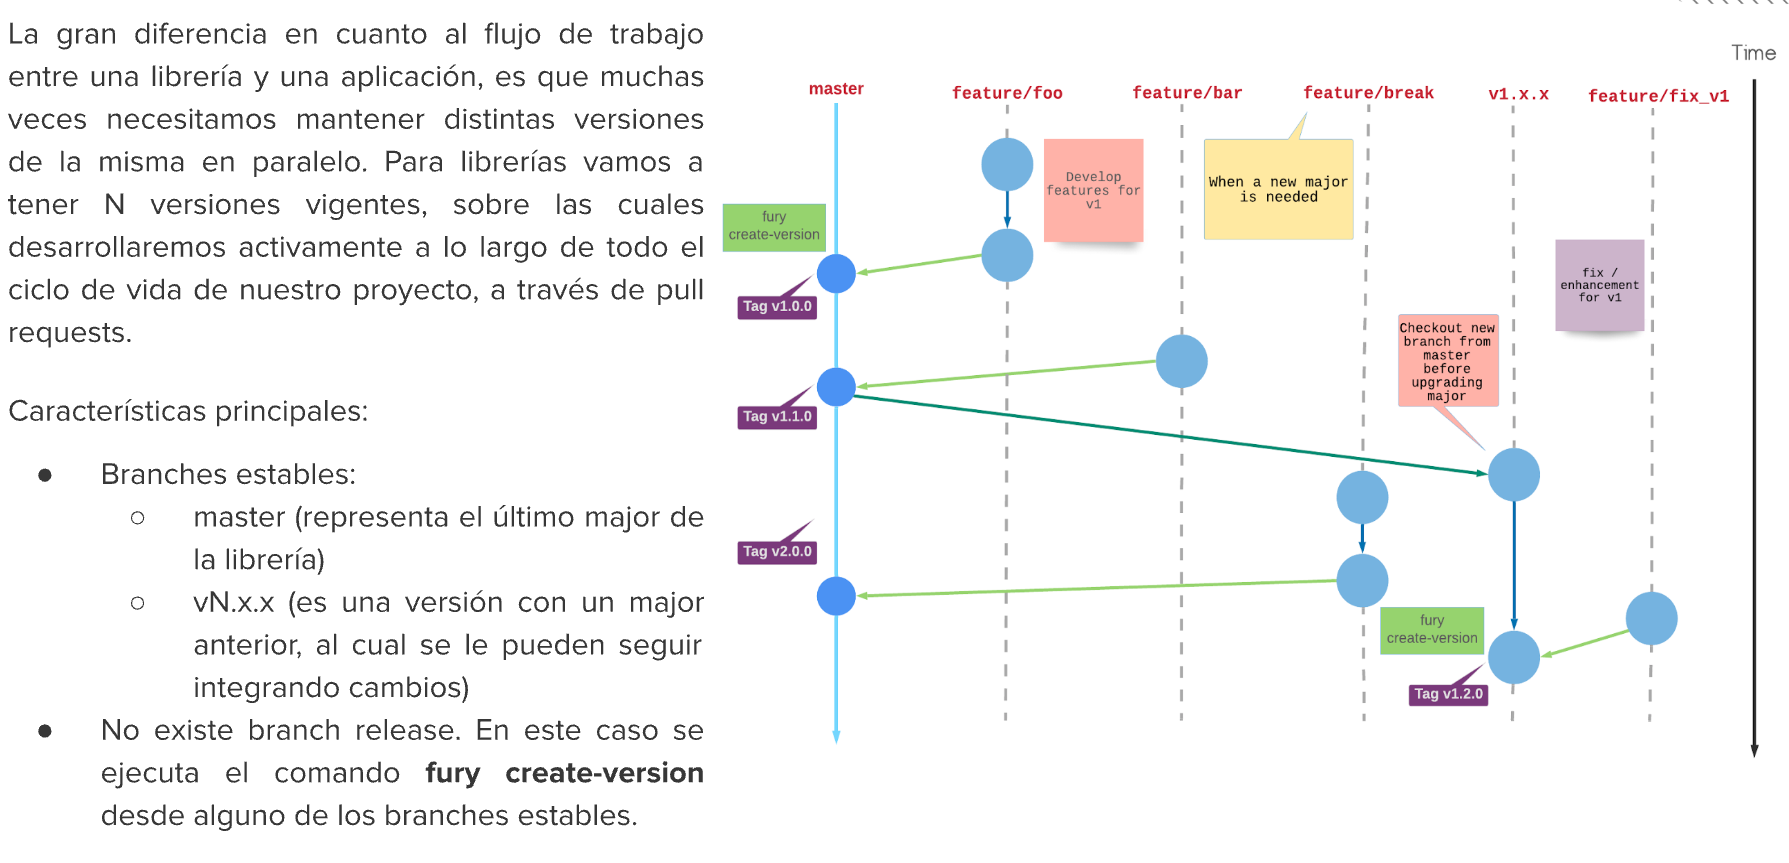 La gran diferencia en cuanto al flujo de trabajo
entre una librería y una aplicación, es que muchas
veces necesitamos mantener distintas versiones
de la misma en paralelo. Para librerías vamos a
tener N versiones vigentes, sobre las cuales
desarrollaremos activamente a lo largo de todo el
ciclo de vida de nuestro proyecto, a través de pull
requests.
Características principales:
● Branches estables:
○ master (representa el último major de
la librería)
○ vN.x.x (es una versión con un major
anterior, al cual se le pueden seguir
integrando cambios)
● No existe branch release. En este caso se
ejecuta el comando fury create-version
desde alguno de los branches estables.
Time
master
feature/foo
feature/bar
feature/break
v1.x.x
feature/fix_v1
Develop
features for
v1
When a new major
is needed
fury
create-version
Tag v1.0.0
fix /
enhancement
for v1
Checkout new
branch from
master
before
upgrading
major
Tag v1.1.0
Tag v2.0.0
fury
create-version
Tag v1.2.0